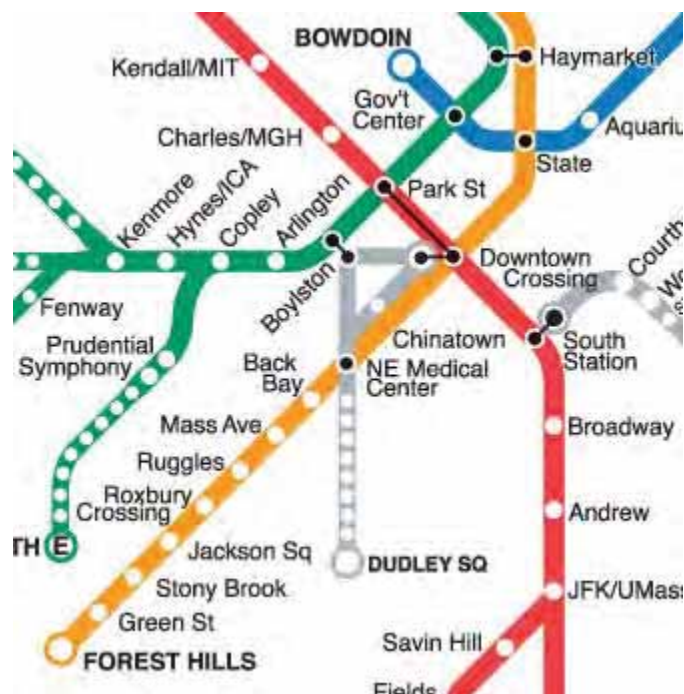 BOWDOIN
Kendall/MIT
Haymarket
Gov't
Center
Aquariu
Charles/MGH
State
Park St
Kenmore
Hynes/ICA
Copley
Arlington
Boylston
Downtown
Crossing
Courth
Fenway
Chinatown
South
Station
Prudential
Symphony
Back
Bay
NE Medical
Center
Mass Ave
Broadway
Ruggles
Roxbury
Crossing
Andrew
TH E
Jackson Sq
DUDLEY SQ
Stony Brook
JFK/UMass
Green St
Savin Hill
FOREST HILLS
Fields